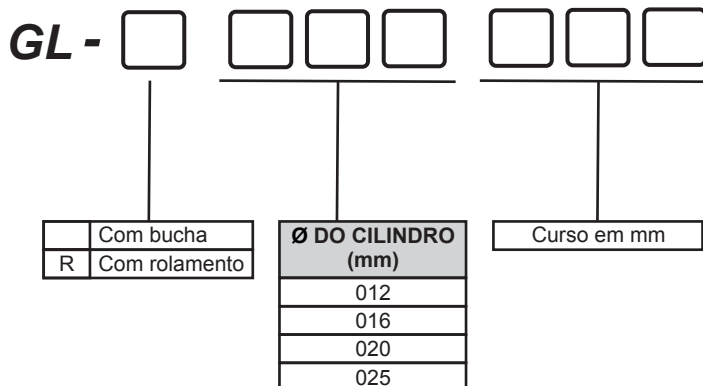 GL -
Com bucha
R Com rolamento
Ø DO CILINDRO
(mm)
012
016
020
025
Curso em mm